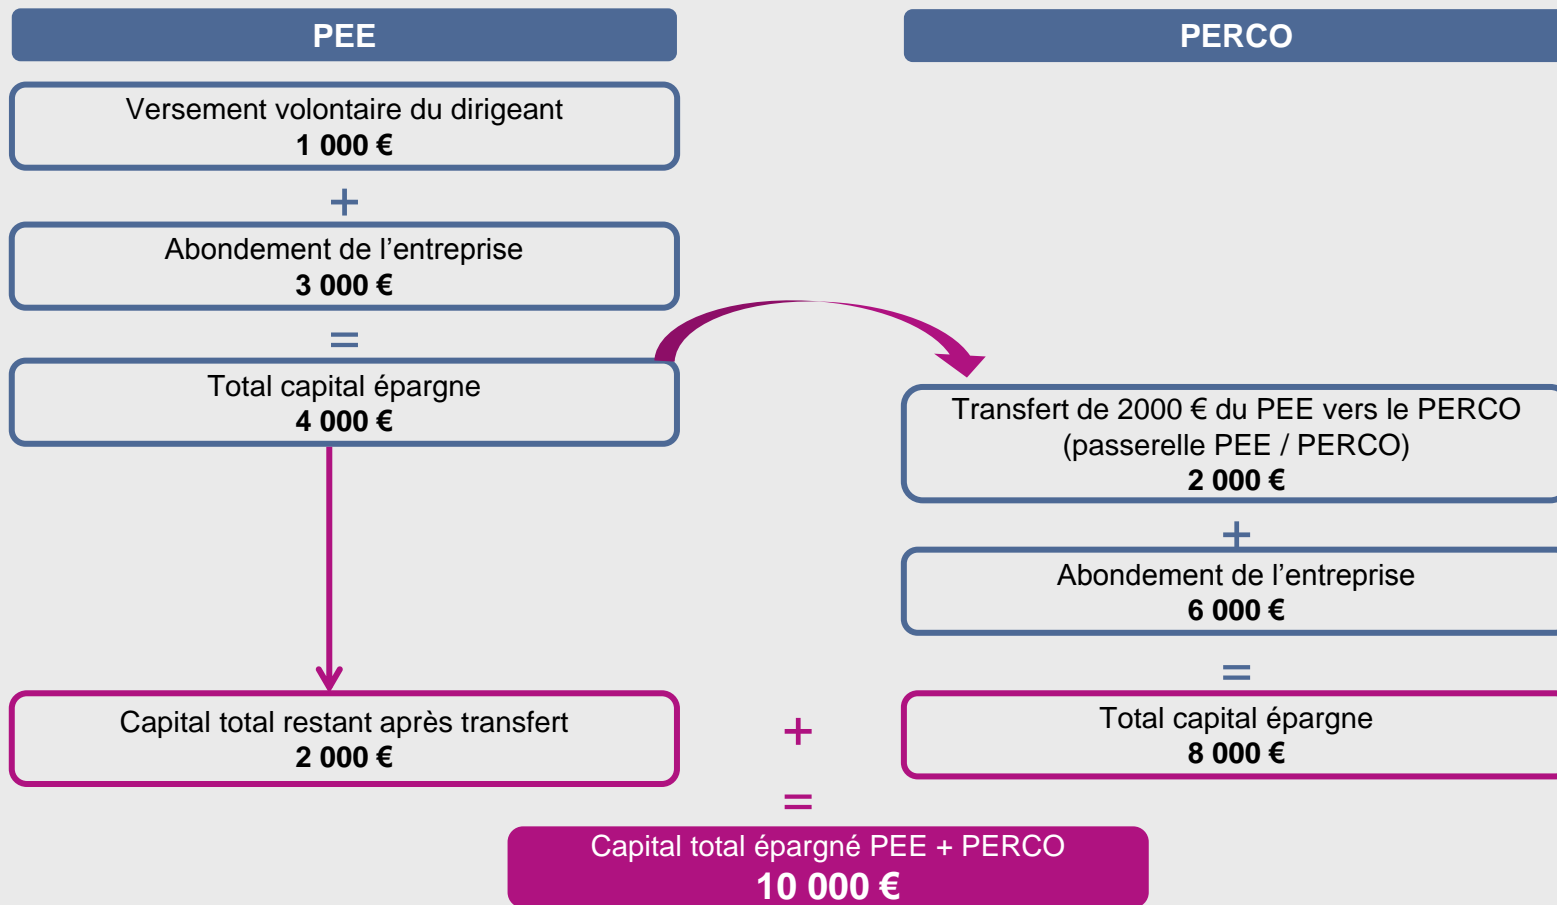 PEE
Versement volontaire du dirigeant
1 000 €
+
Abondement de l’entreprise
3 000 €
=
Total capital épargne
4 000 €
Capital total restant après transfert
2 000 €
PERCO
Transfert de 2000 € du PEE vers le PERCO
(passerelle PEE / PERCO)
2 000 €
+
Abondement de l’entreprise
6 000 €
=
Total capital épargne
8 000 €
+
=
Capital total épargné PEE + PERCO
10 000 €